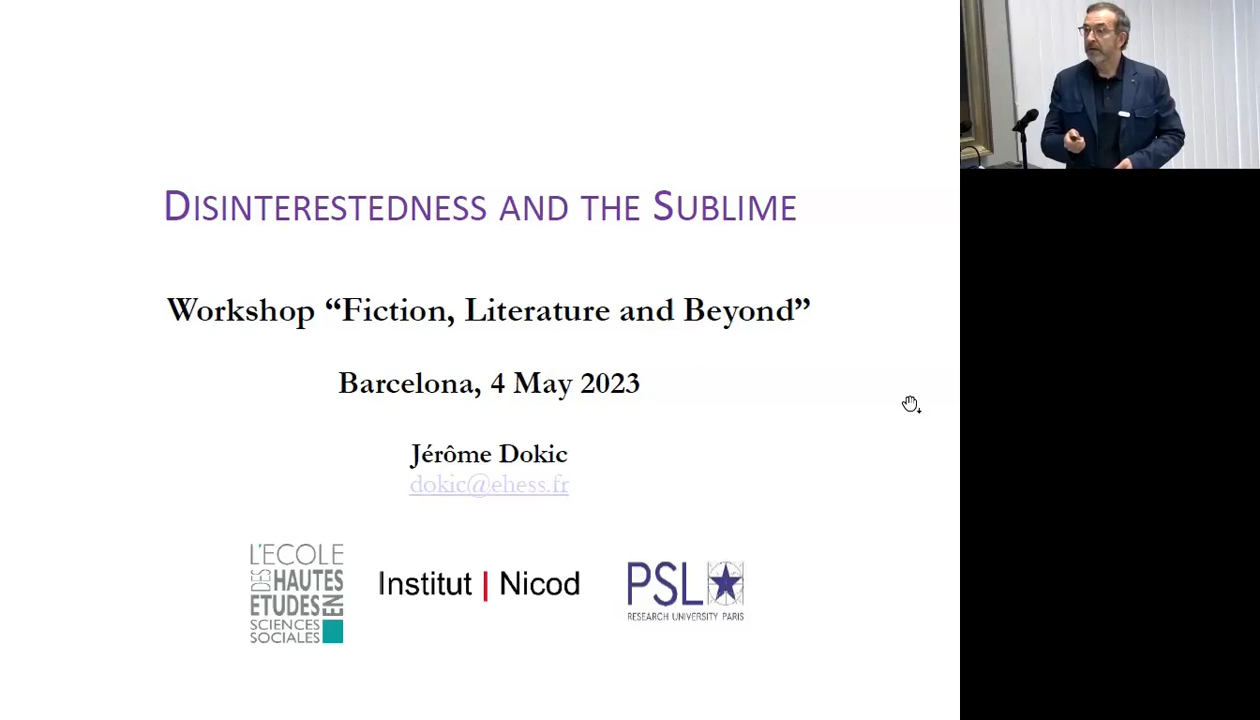 DISINTERESTEDNESS AND THE SUBLIME
Workshop “Fiction, Literature and Beyond”
Barcelona, 4 May 2023
Jérôme Dokic
dokic@ehess.fr
L'ECOLE
DES HAUTES
ETUDES EN
SCIENCES
SOCIALES
Institut | Nicod
PSL
RESEARCH UNIVERSITY PARIS